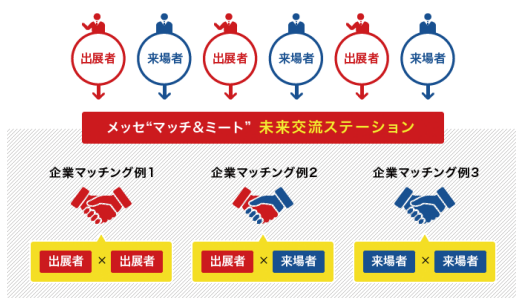 出展者 来場者 出展者 来場者 出展者 来場者
メッセ“マッチ&ミート” 未来交流ステーション
企業マッチング例1 企業マッチング例2 企業マッチング例3
出展者 × 出展者 出展者 × 来場者 来場者 × 来場者